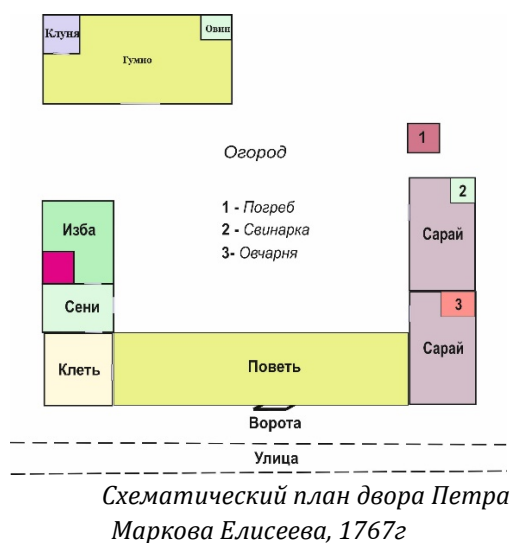 Клуня
Овин
Гумно
1
Огород
2
1 - Погреб
Изба
2 - Свинарка
Сарай
3- Овчарня
Сени
3
Клеть
Поветь
Сарай
Ворота
Улица
Схематический план двора Петра
Маркова Елисеева, 1767г